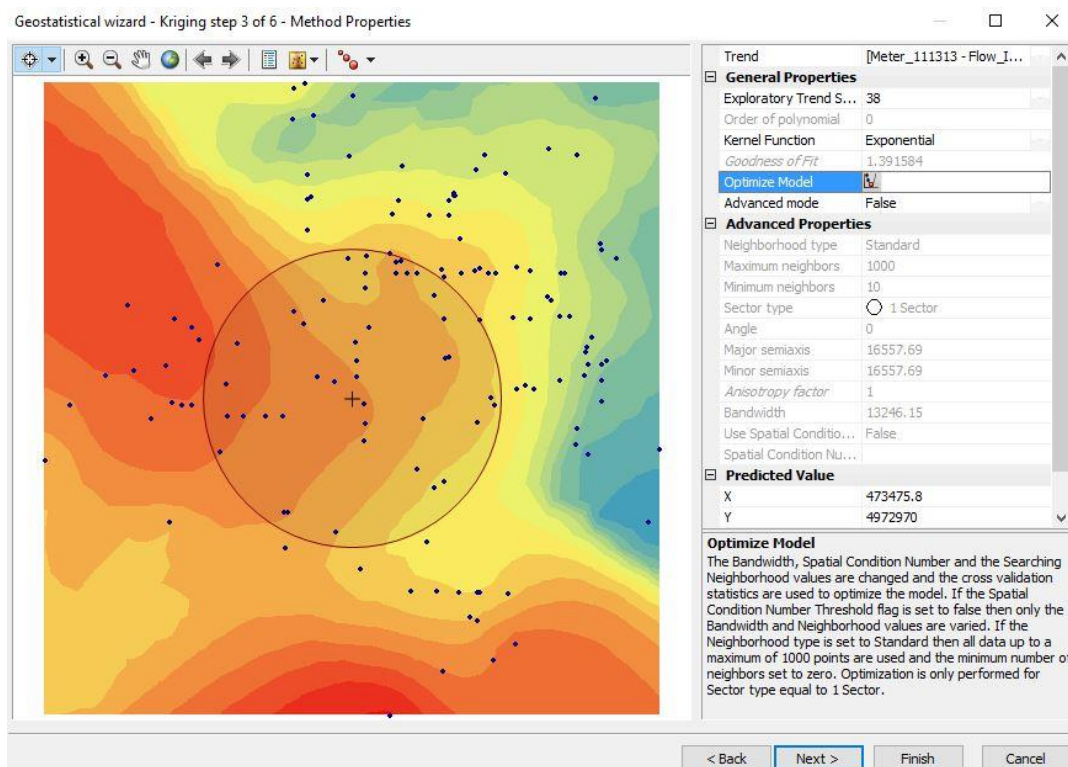 Geostatistical wizard - Kriging step 3 of 6 - Method Properties
Trend [Meter_111313 - Flow_I...
General Properties
Exploratory Trend S... 38
Order of polynomial 0
Kernel Function Exponential
Goodness of Fit 1.391584
Optimize Model
Advanced mode False
Advanced Properties
Neighborhood type Standard
Maximum neighbors 1000
Minimum neighbors 10
Sector type 1 Sector
Angle 0
Major semiaxis 16557.69
Minor semiaxis 16557.69
Anisotropy factor 1
Bandwidth 13246.15
Use Spatial Conditio... False
Spatial Condition Nu...
Predicted Value
X 473475.8
Y 4972970
Optimize Model
The Bandwidth, Spatial Condition Number and the Searching
Neighborhood values are changed and the cross validation
statistics are used to optimize the model. If the Spatial
Condition Number Threshold flag is set to false then only the
Bandwidth and Neighborhood values are varied. If the
Neighborhood type is set to Standard then all data up to a
maximum of 1000 points are used and the minimum number of
neighbors set to zero. Optimization is only performed for
Sector type equal to 1 Sector.
< Back Next > Finish Cancel